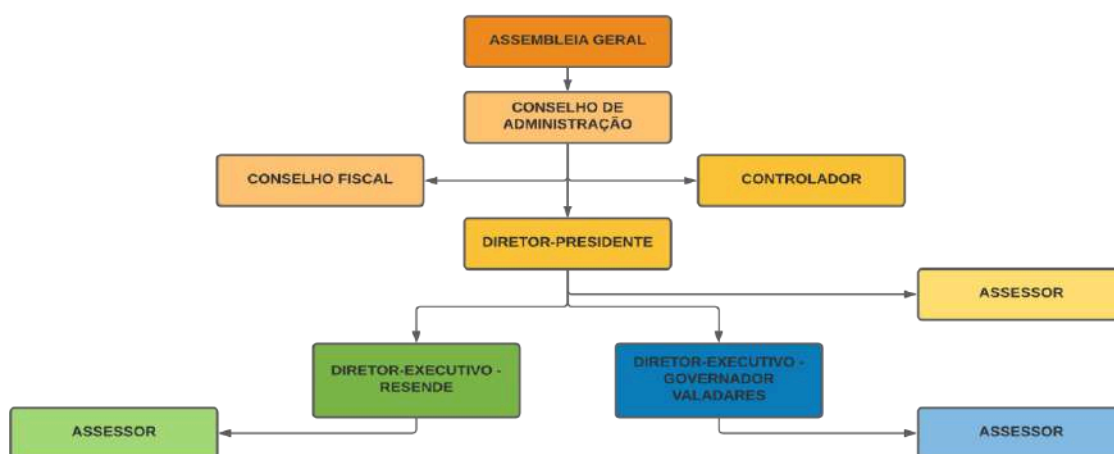 ASSEMBLEIA GERAL
CONSELHO DE
ADMINISTRAÇÃO
CONSELHO FISCAL
CONTROLADOR
DIRETOR-PRESIDENTE
ASSESSOR
DIRETOR-EXECUTIVO -
RESENDE
DIRETOR-EXECUTIVO -
GOVERNADOR
VALADARES
ASSESSOR
ASSESSOR